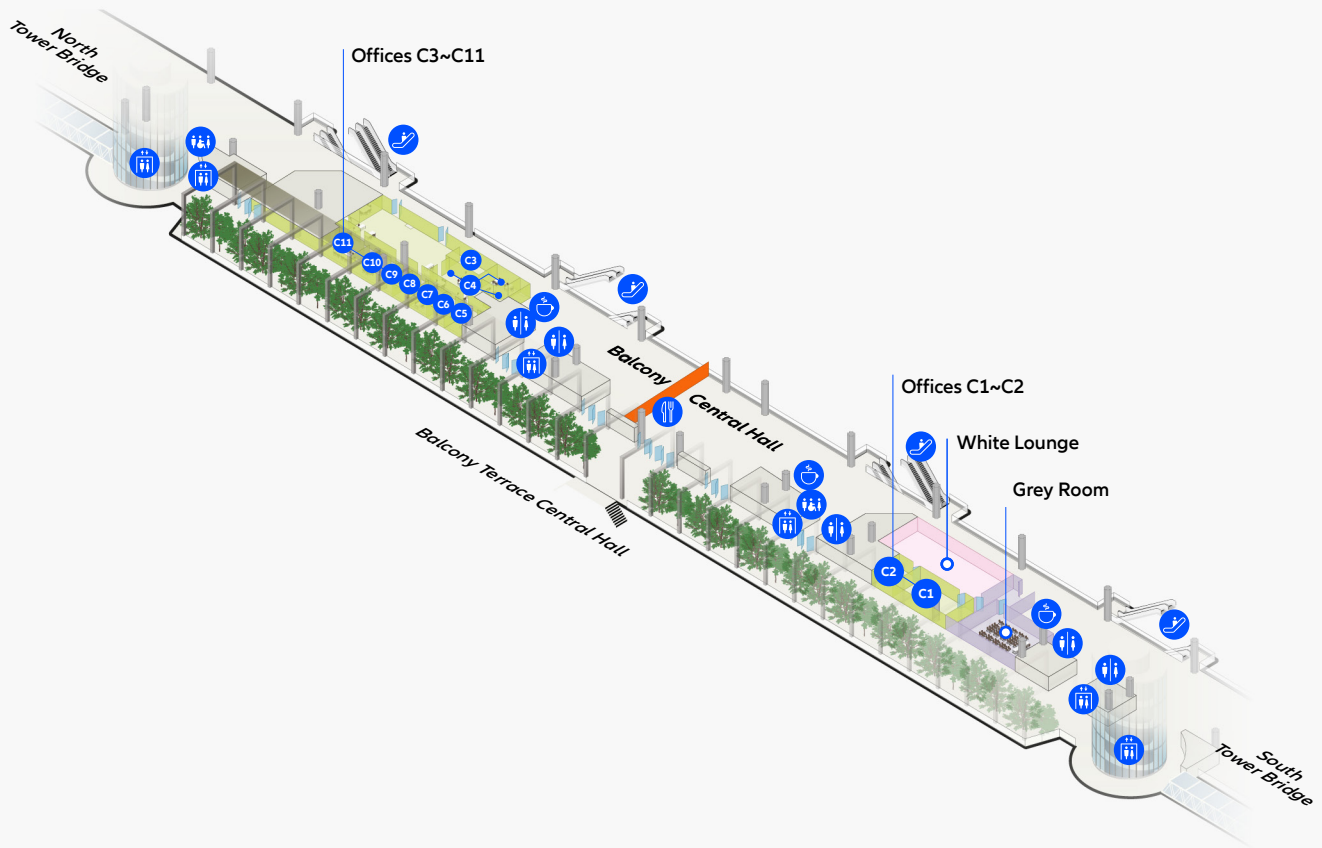 North
Tower Bridge
Offices C3~C11
C11
C10
C9
C8
C7
C6
C5
C3
C4
Balcony
Central Hall
Balcony Terrace Central Hall
Offices C1~C2
White Lounge
Grey Room
C2
C1
South
Tower Bridge